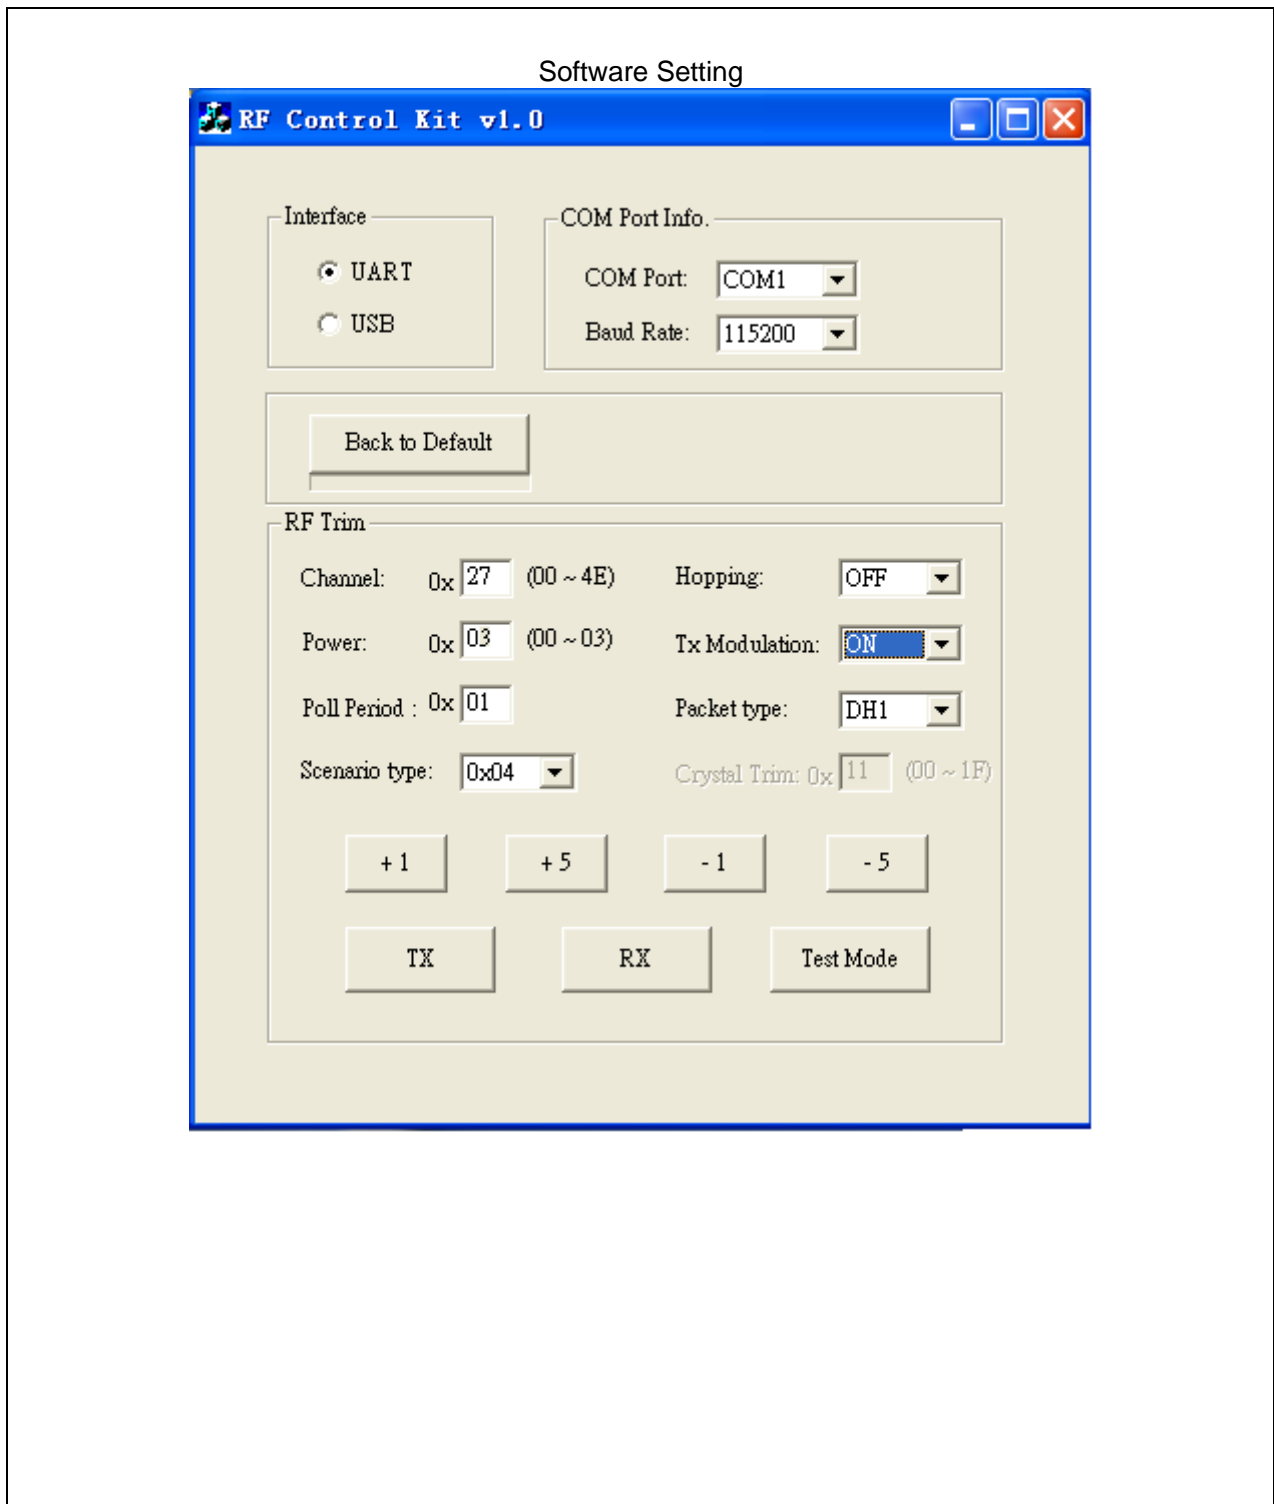 Software Setting
RF Control Kit v1.0
Interface
UART
USB
COM Port Info.
COM Port: COM1
Baud Rate: 115200
Back to Default
RF Trim
Channel: 0x 27 (00 ~ 4E) Hopping: OFF
Power: 0x 03 (00 ~ 03) Tx Modulation: ON
Poll Period : 0x 01 Packet type: DH1
Scenario type: 0x04 Crystal Trim: 0x 11 (00 ~ 1F)
+ 1 + 5 - 1 - 5
TX RX Test Mode